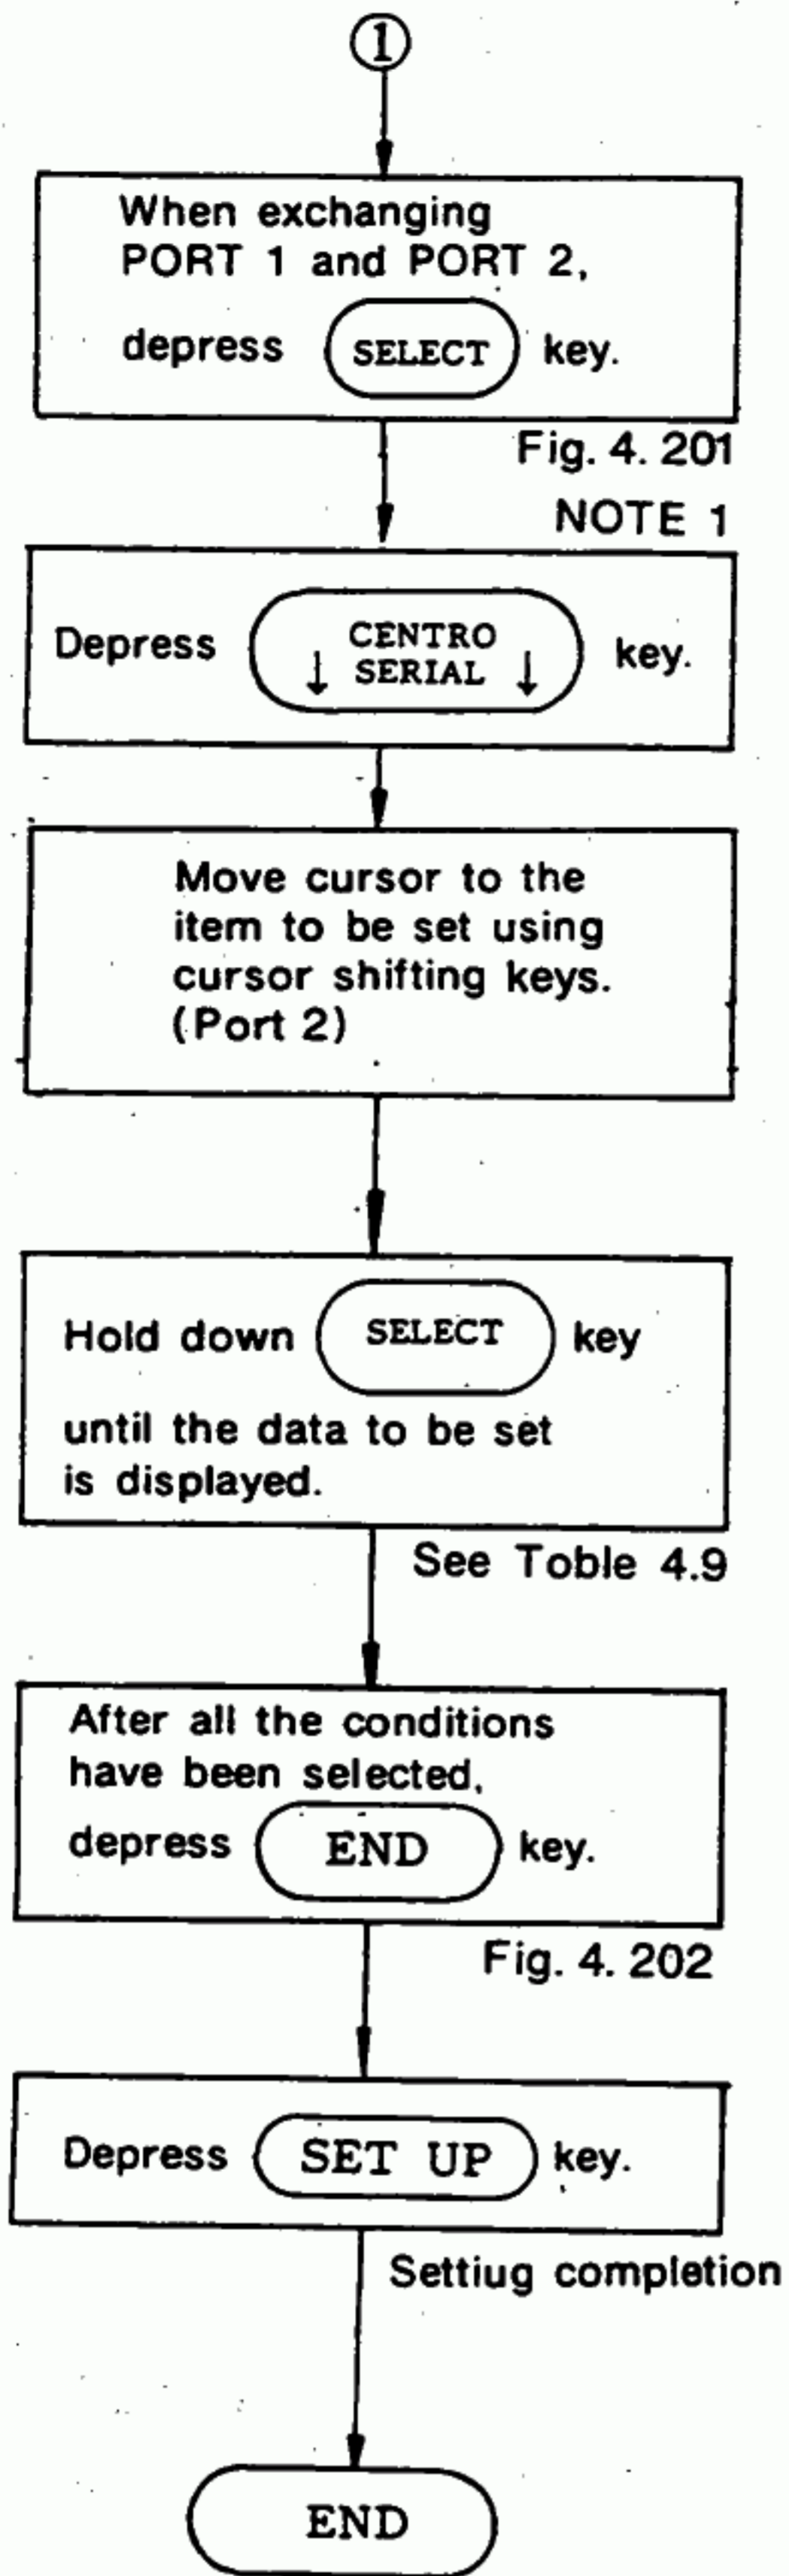 1
When exchanging
PORT 1 and PORT 2,
depress SELECT key.
Fig. 4. 201
NOTE 1
Depress ↓ CENTRO SERIAL ↓ key.
Move cursor to the
item to be set using
cursor shifting keys.
(Port 2)
Hold down SELECT key
until the data to be set
is displayed.
See Toble 4.9
After all the conditions
have been selected,
depress END key.
Fig. 4. 202
Depress SET UP key.
Settiug completion
END